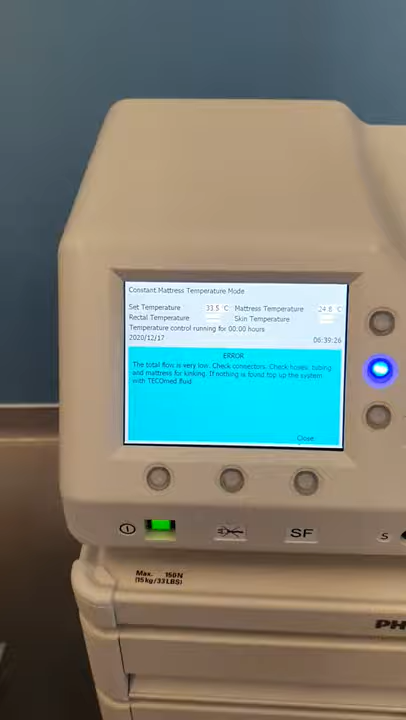 Constant Mattress Temperature Mode
Set Temperature 33.5 °C Mattress Temperature 24.6 °C
Rectal Temperature Skin Temperature
Temperature control running for 00:00 hours
2020/12/17 06:39:26
ERROR
The total flow is very low. Check connectors. Check hoses, tubing
and mattress for kinking. If nothing is found top up the system
with TECOmed fluid
Close
SF
S
Max. 150N
(15kg/33LBS)
PH